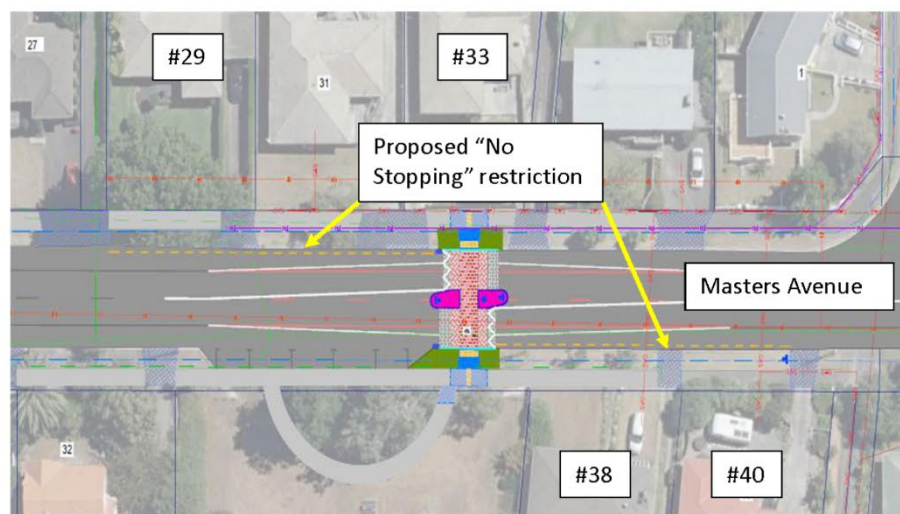 27
#29
31
#33
1
Proposed “No
Stopping” restriction
Masters Avenue
32
#38
#40